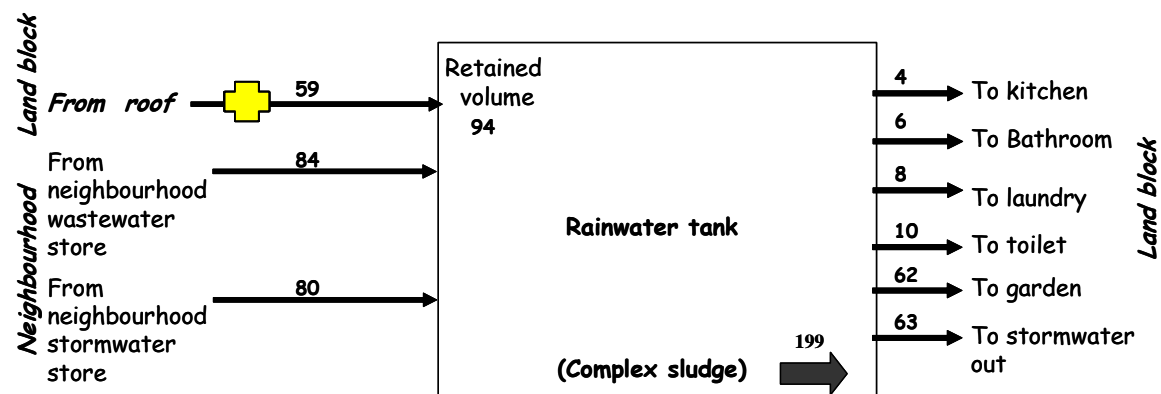 Land block
From roof
59
Neighbourhood
From
neighbourhood
wastewater
store
84
From
neighbourhood
stormwater
store
80
Retained
volume
94
Rainwater tank
(Complex sludge)
199
4
To kitchen
6
To Bathroom
8
To laundry
10
To toilet
62
To garden
63
To stormwater
out
Land block